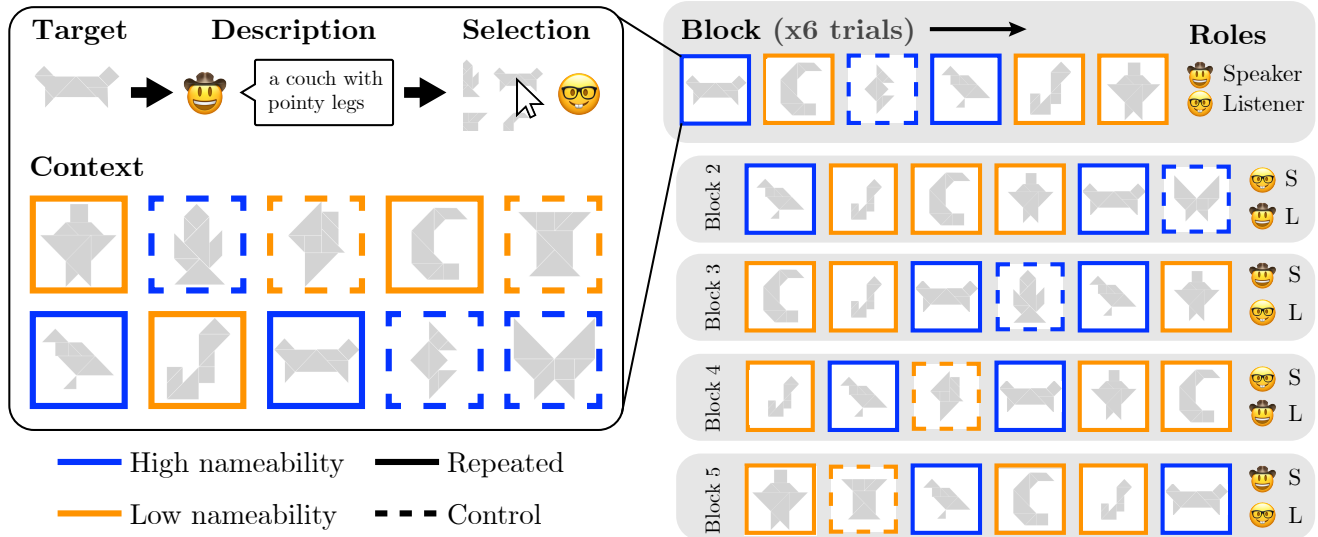 Target
Description
Selection
a couch with
pointy legs
Context
High nameability
Repeated
Low nameability
Control
Block (x6 trials)
Roles
Speaker
Listener
Block 2
S
L
Block 3
S
L
Block 4
S
L
Block 5
S
L